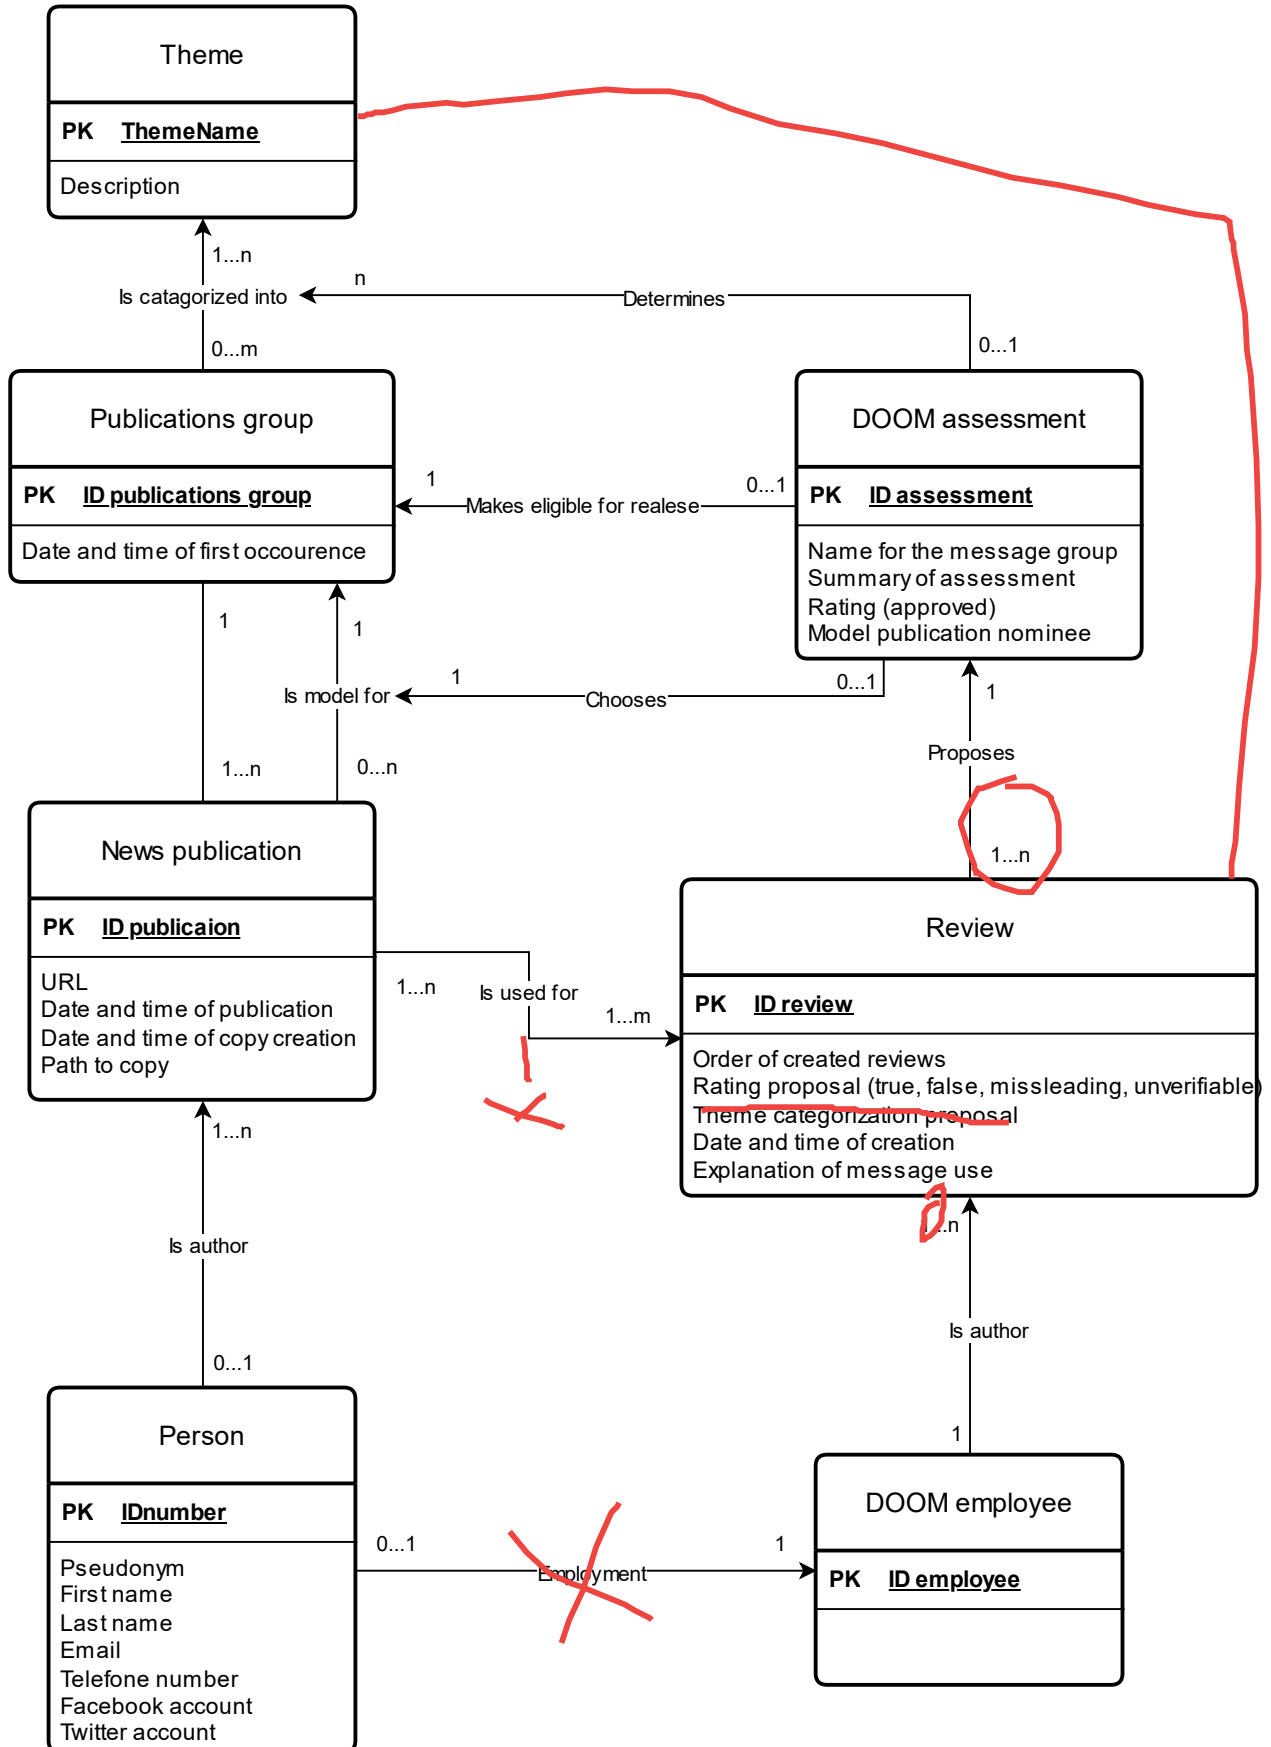 Theme
PK ThemeName
Description
1...n
Is catagorized into
n
Determines
0...m
0...1
Publications group
PK ID publications group
Date and time of first occourence
DOOM assessment
PK ID assessment
Name for the message group
Summary of assessment
Rating (approved)
Model publication nominee
1
Makes eligible for realese
0...1
1
1
Is model for
1
Chooses
0...1
1
Proposes
1...n
0...n
1...n
News publication
PK ID publicaion
URL
Date and time of publication
Date and time of copy creation
Path to copy
1...n
Is used for
1...m
Review
PK ID review
Order of created reviews
Rating proposal (true, false, missleading, unverifiable)
Theme categorization proposal
Date and time of creation
Explanation of message use
1...n
Is author
0...1
1...n
Is author
1
Person
PK IDnumber
Pseudonym
First name
Last name
Email
Telefone number
Facebook account
Twitter account
0...1
Employment
1
DOOM employee
PK ID employee